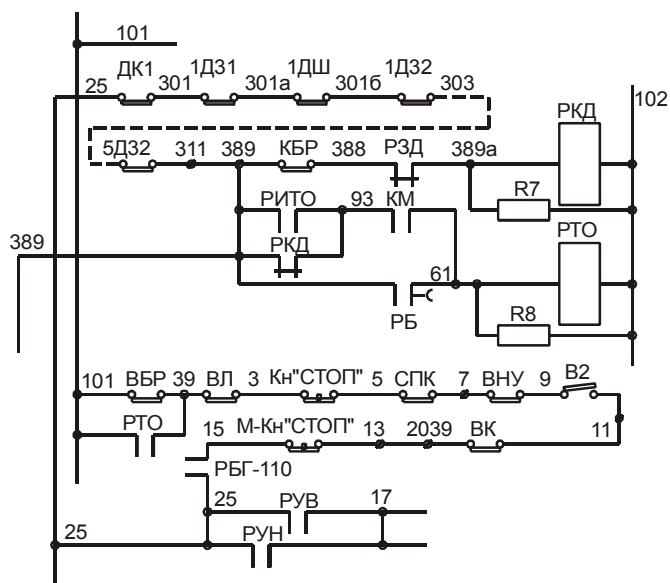 101
25 ДК1 301 1ДЗ1 301а 1ДШ 301б 1ДЗ2 303
102
5ДЗ2 311 389 КБР 388 РЗД 389а РКД
R7
РИТО 93 КМ
389 РКД РТО
61
РБ R8
101 ВБР 39 ВЛ 3 Кн"СТОП" 5 СПК 7 ВНУ 9 В2
РТО 15 М-Кн"СТОП" 13 2039 ВК 11
РБГ-110
25 РУВ 17
25 РУН